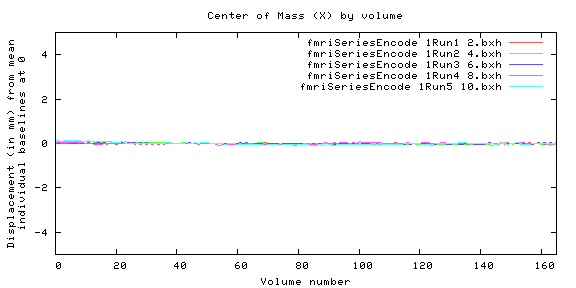 Center of Mass (X) by volume
fmriSeriesEncode 1Run1 2.bxh
fmriSeriesEncode 1Run2 4.bxh
fmriSeriesEncode 1Run3 6.bxh
fmriSeriesEncode 1Run4 8.bxh
fmriSeriesEncode 1Run5 10.bxh
Displacement (in mm) from mean
individual baselines at 0
4
2
0
-2
-4
0 20 40 60 80 100 120 140 160
Volume number